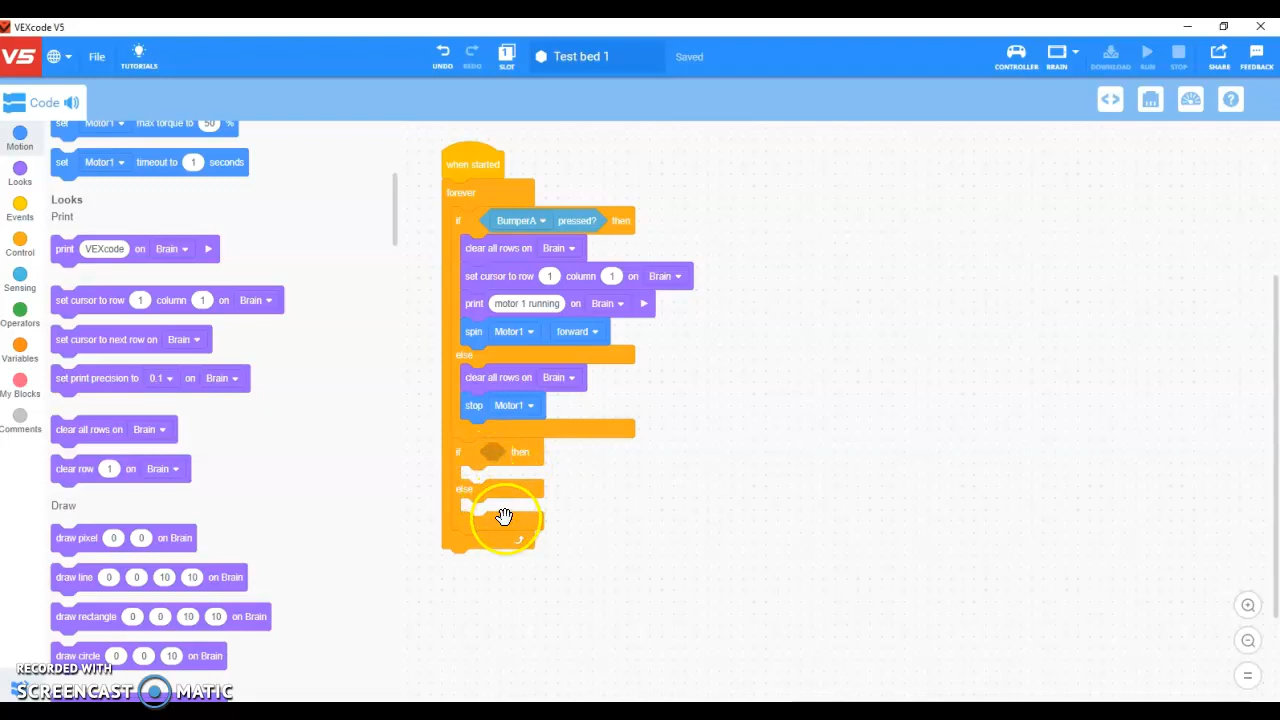 VEXcode V5
V5 File TUTORIALS UNDO REDO SLOT 1 Test bed 1 Saved CONTROLLER BRAIN DOWNLOAD RUN STOP SHARE FEEDBACK
Code
Motion
Looks
Events
Control
Sensing
Operators
Variables
My Blocks
Comments
set Motor1 max torque to 50 %
set Motor1 timeout to 1 seconds
Looks
Print
print VEXcode on Brain
set cursor to row 1 column 1 on Brain
set cursor to next row on Brain
set print precision to 0.1 on Brain
clear all rows on Brain
clear row 1 on Brain
Draw
draw pixel 0 0 on Brain
draw line 0 0 10 10 on Brain
draw rectangle 0 0 10 10 on Brain
draw circle 0 0 10 on Brain
when started
forever
if BumperA pressed? then
clear all rows on Brain
set cursor to row 1 column 1 on Brain
print motor 1 running on Brain
spin Motor1 forward
else
clear all rows on Brain
stop Motor1
if then
else
RECORDED WITH
SCREENCAST MATIC